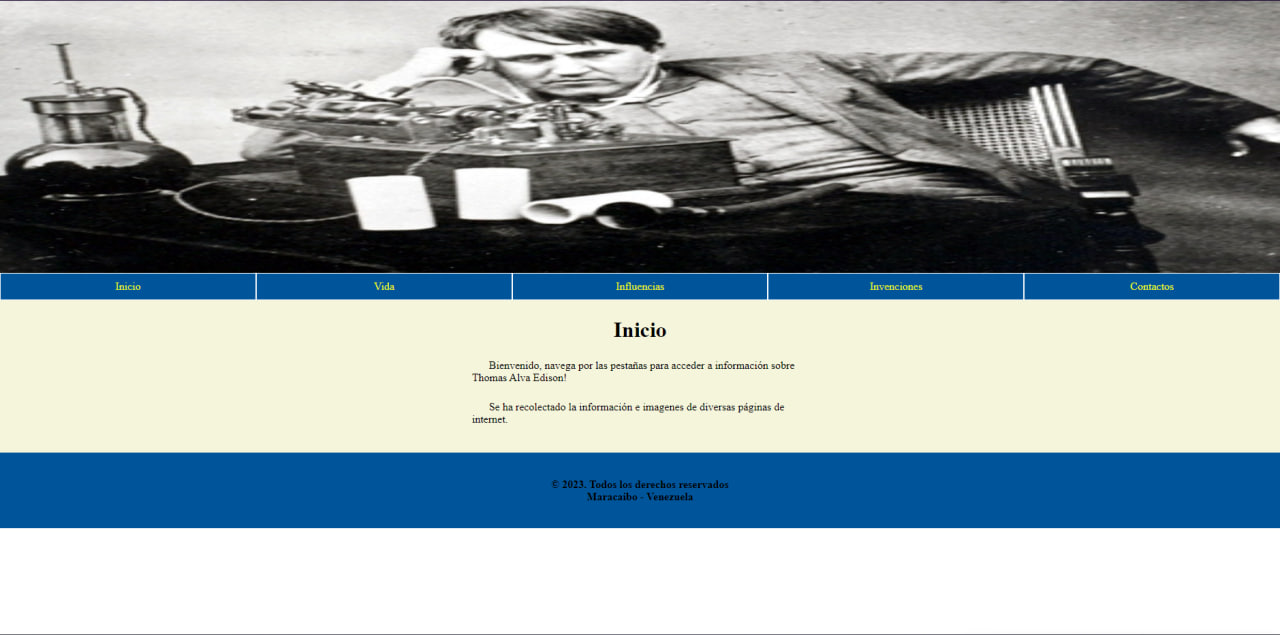 Inicio
Vida
Influencias
Invenciones
Contactos
Inicio
Bienvenido, navega por las pestañas para acceder a información sobre
Thomas Alva Edison!
Se ha recolectado la información e imagenes de diversas páginas de
internet.
© 2023. Todos los derechos reservados
Maracaibo - Venezuela